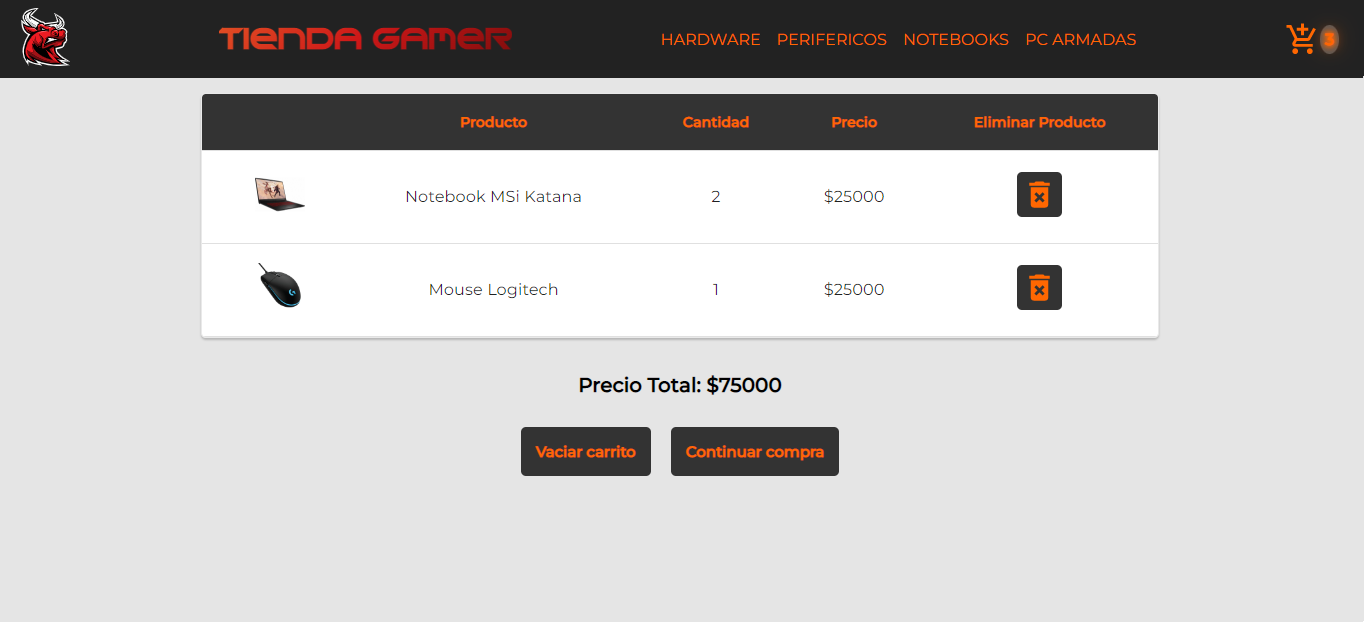 TIENDA GAMER
HARDWARE PERIFERICOS NOTEBOOKS PC ARMADAS
3
Producto Cantidad Precio Eliminar Producto
Notebook MSi Katana 2 $25000
Mouse Logitech 1 $25000
Precio Total: $75000
Vaciar carrito Continuar compra